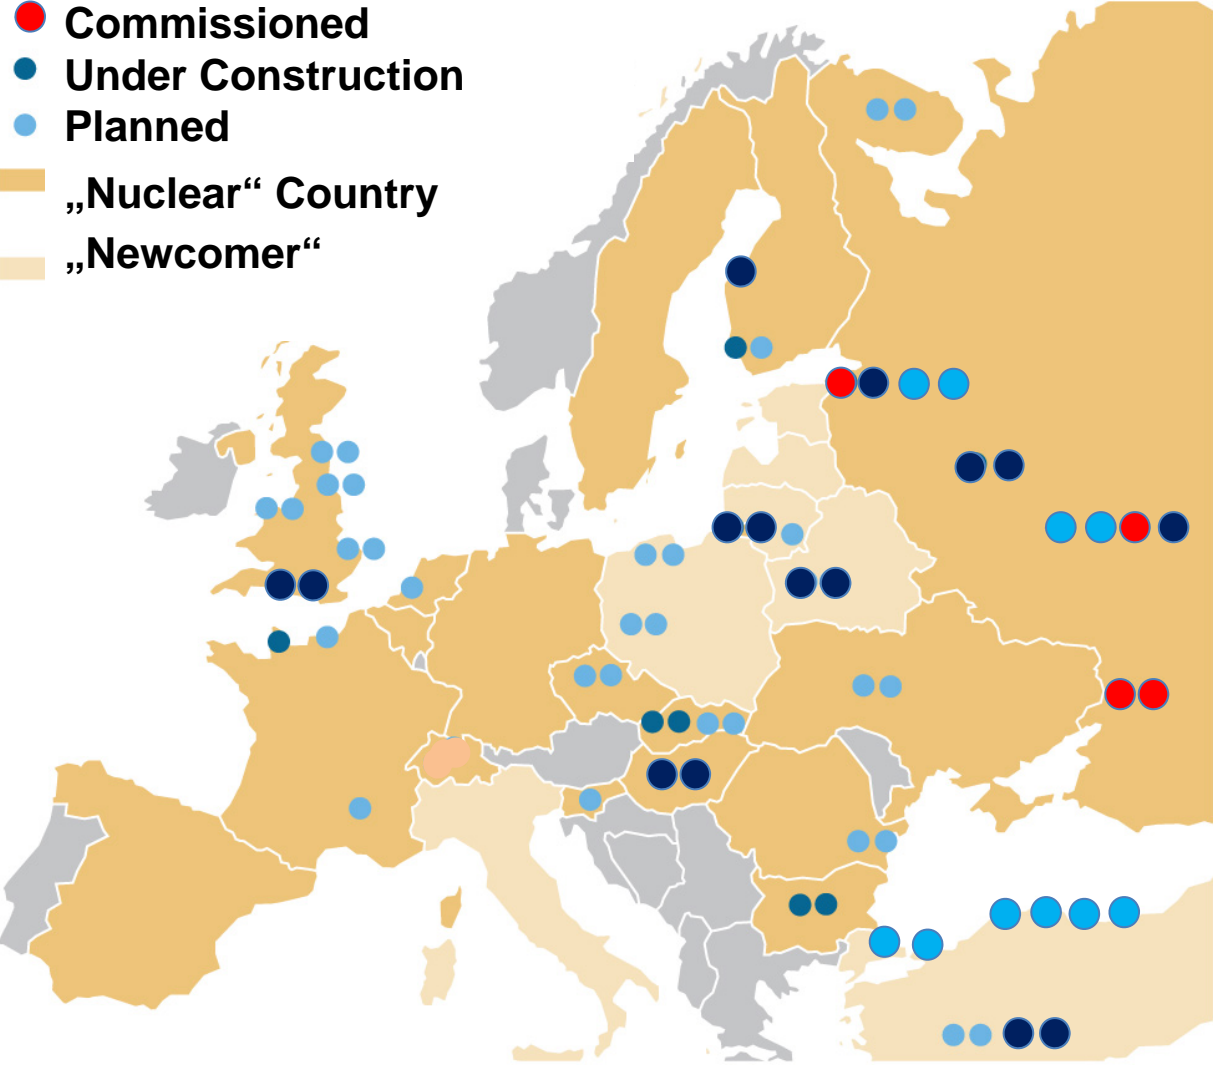 Commissioned
Under Construction
Planned
„Nuclear“ Country
„Newcomer“